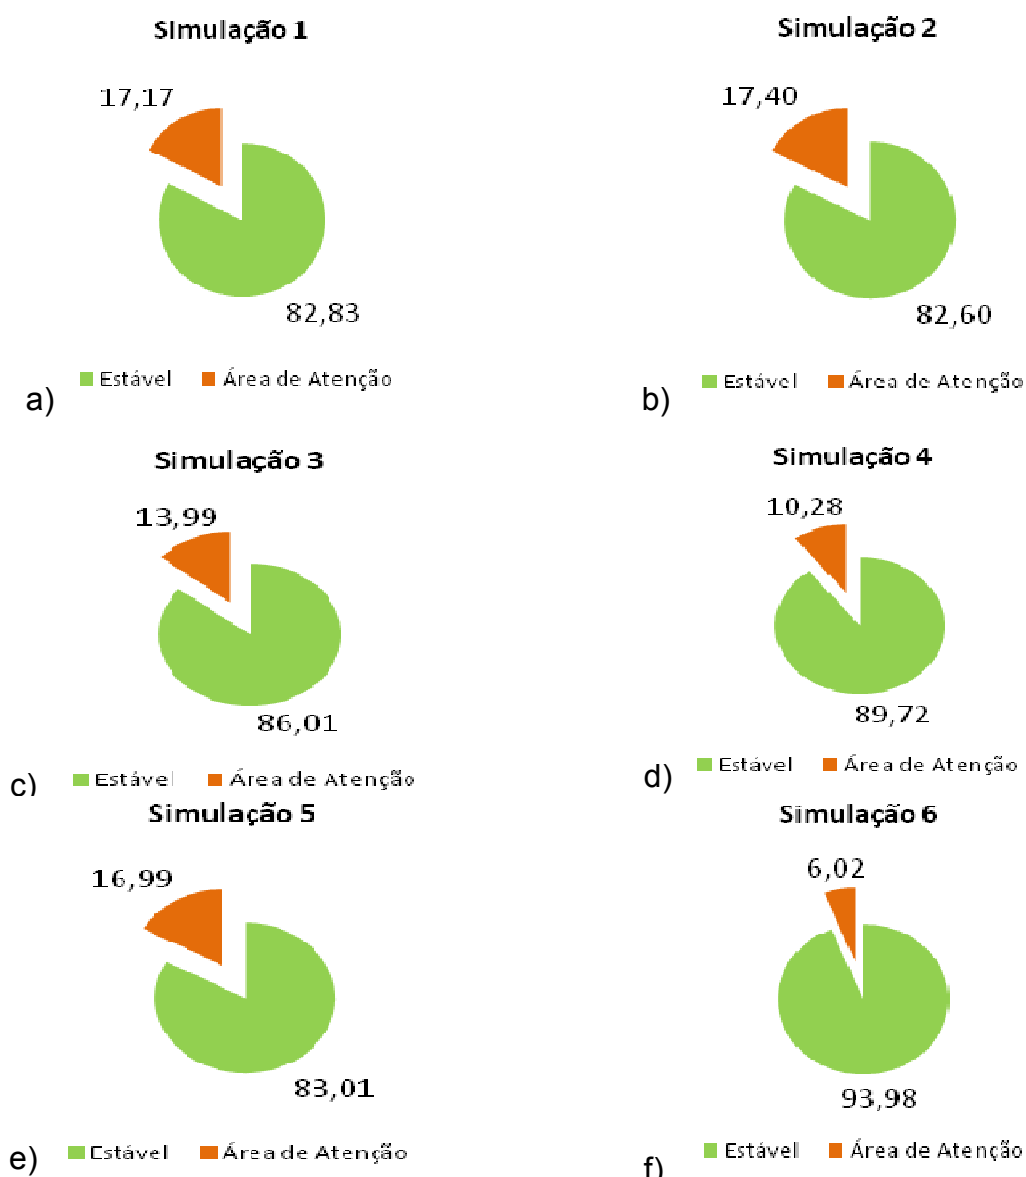 Simulação 1
17,17
82,83
Estável Área de Atenção
a)
Simulação 2
17,40
82,60
Estável Área de Atenção
b)
Simulação 3
13,99
86,01
Estável Área de Atenção
c)
Simulação 4
10,28
89,72
Estável Área de Atenção
d)
Simulação 5
16,99
83,01
Estável Área de Atenção
e)
Simulação 6
6,02
93,98
Estável Área de Atenção
f)